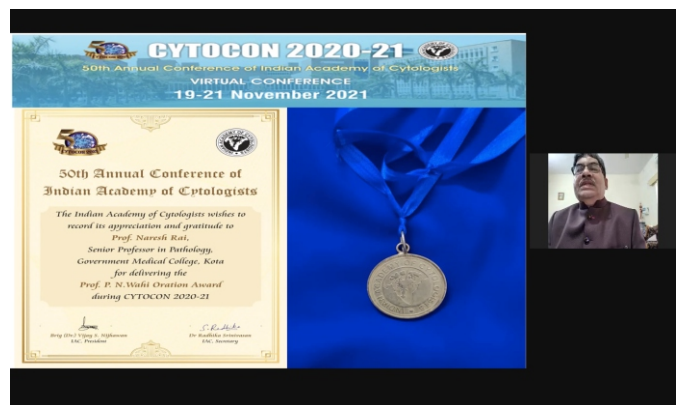 CYTOCON 2020-21
50th Annual Conference of Indian Academy of Cytologists
VIRTUAL CONFERENCE
19-21 November 2021
50th Annual Conference of
Indian Academy of Cytologists
The Indian Academy of Cytologists wishes to
record its appreciation and gratitude to
Prof. Naresh Rai,
Senior Professor in Pathology,
Government Medical College, Kota
for delivering the
Prof. P. N.Wahi Oration Award
during CYTOCON 2020-21
S. Radhika
Brig (Dr.) Vijay S. Nijhawan
IAC, President
Dr Radhika Srinivasan
IAC, Secretary